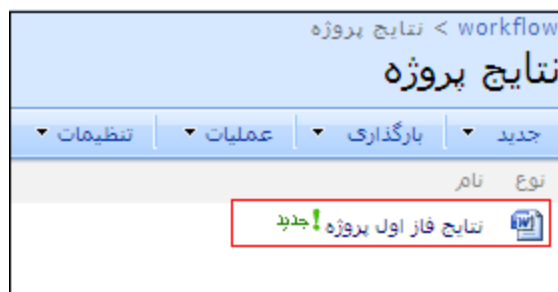 workflow > نتایج پروژه
نتایج پروژه
جدید بارگذاری عملیات تنظیمات
نوع نام
نتایج فاز اول پروژه ! جدید